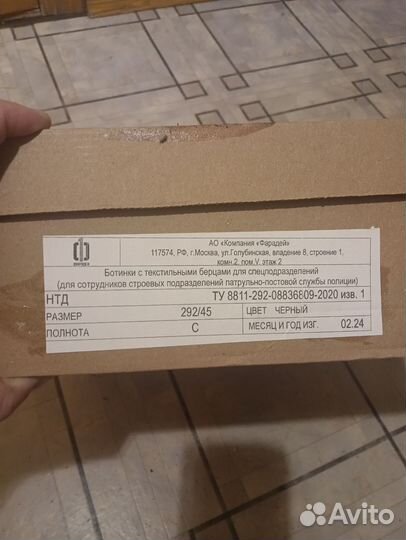 АО «Компания «Фарадей»
117574, РФ, г.Москва, ул.Голубинская, владение 8, строение 1,
комн.2, пом.V, этаж 2
ФАРАДЕЙ
Ботинки с текстильными берцами для спецподразделений
(для сотрудников строевых подразделений патрульно-постовой службы полиции)
НТД ТУ 8811-292-08836809-2020 изв. 1
РАЗМЕР 292/45 ЦВЕТ ЧЕРНЫЙ
ПОЛНОТА С МЕСЯЦ И ГОД ИЗГ. 02.24
Avito